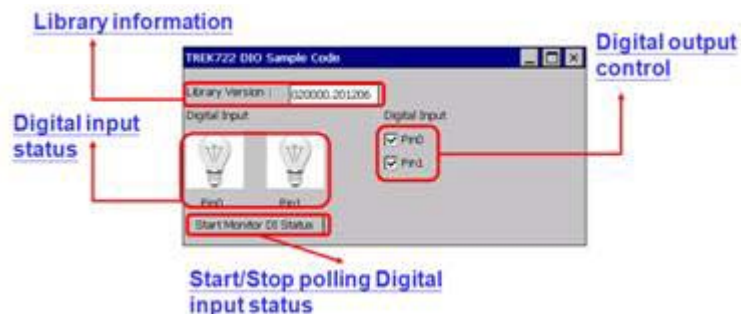 Library information
TREK722 DIO Sample Code
Digital output
control
Library Version :
020000.201206
Digital Input
Digital Input
Digital input
status
Pin0
Pin1
Pin0
Pin1
Start Monitor DI Status
Start/Stop polling Digital
input status